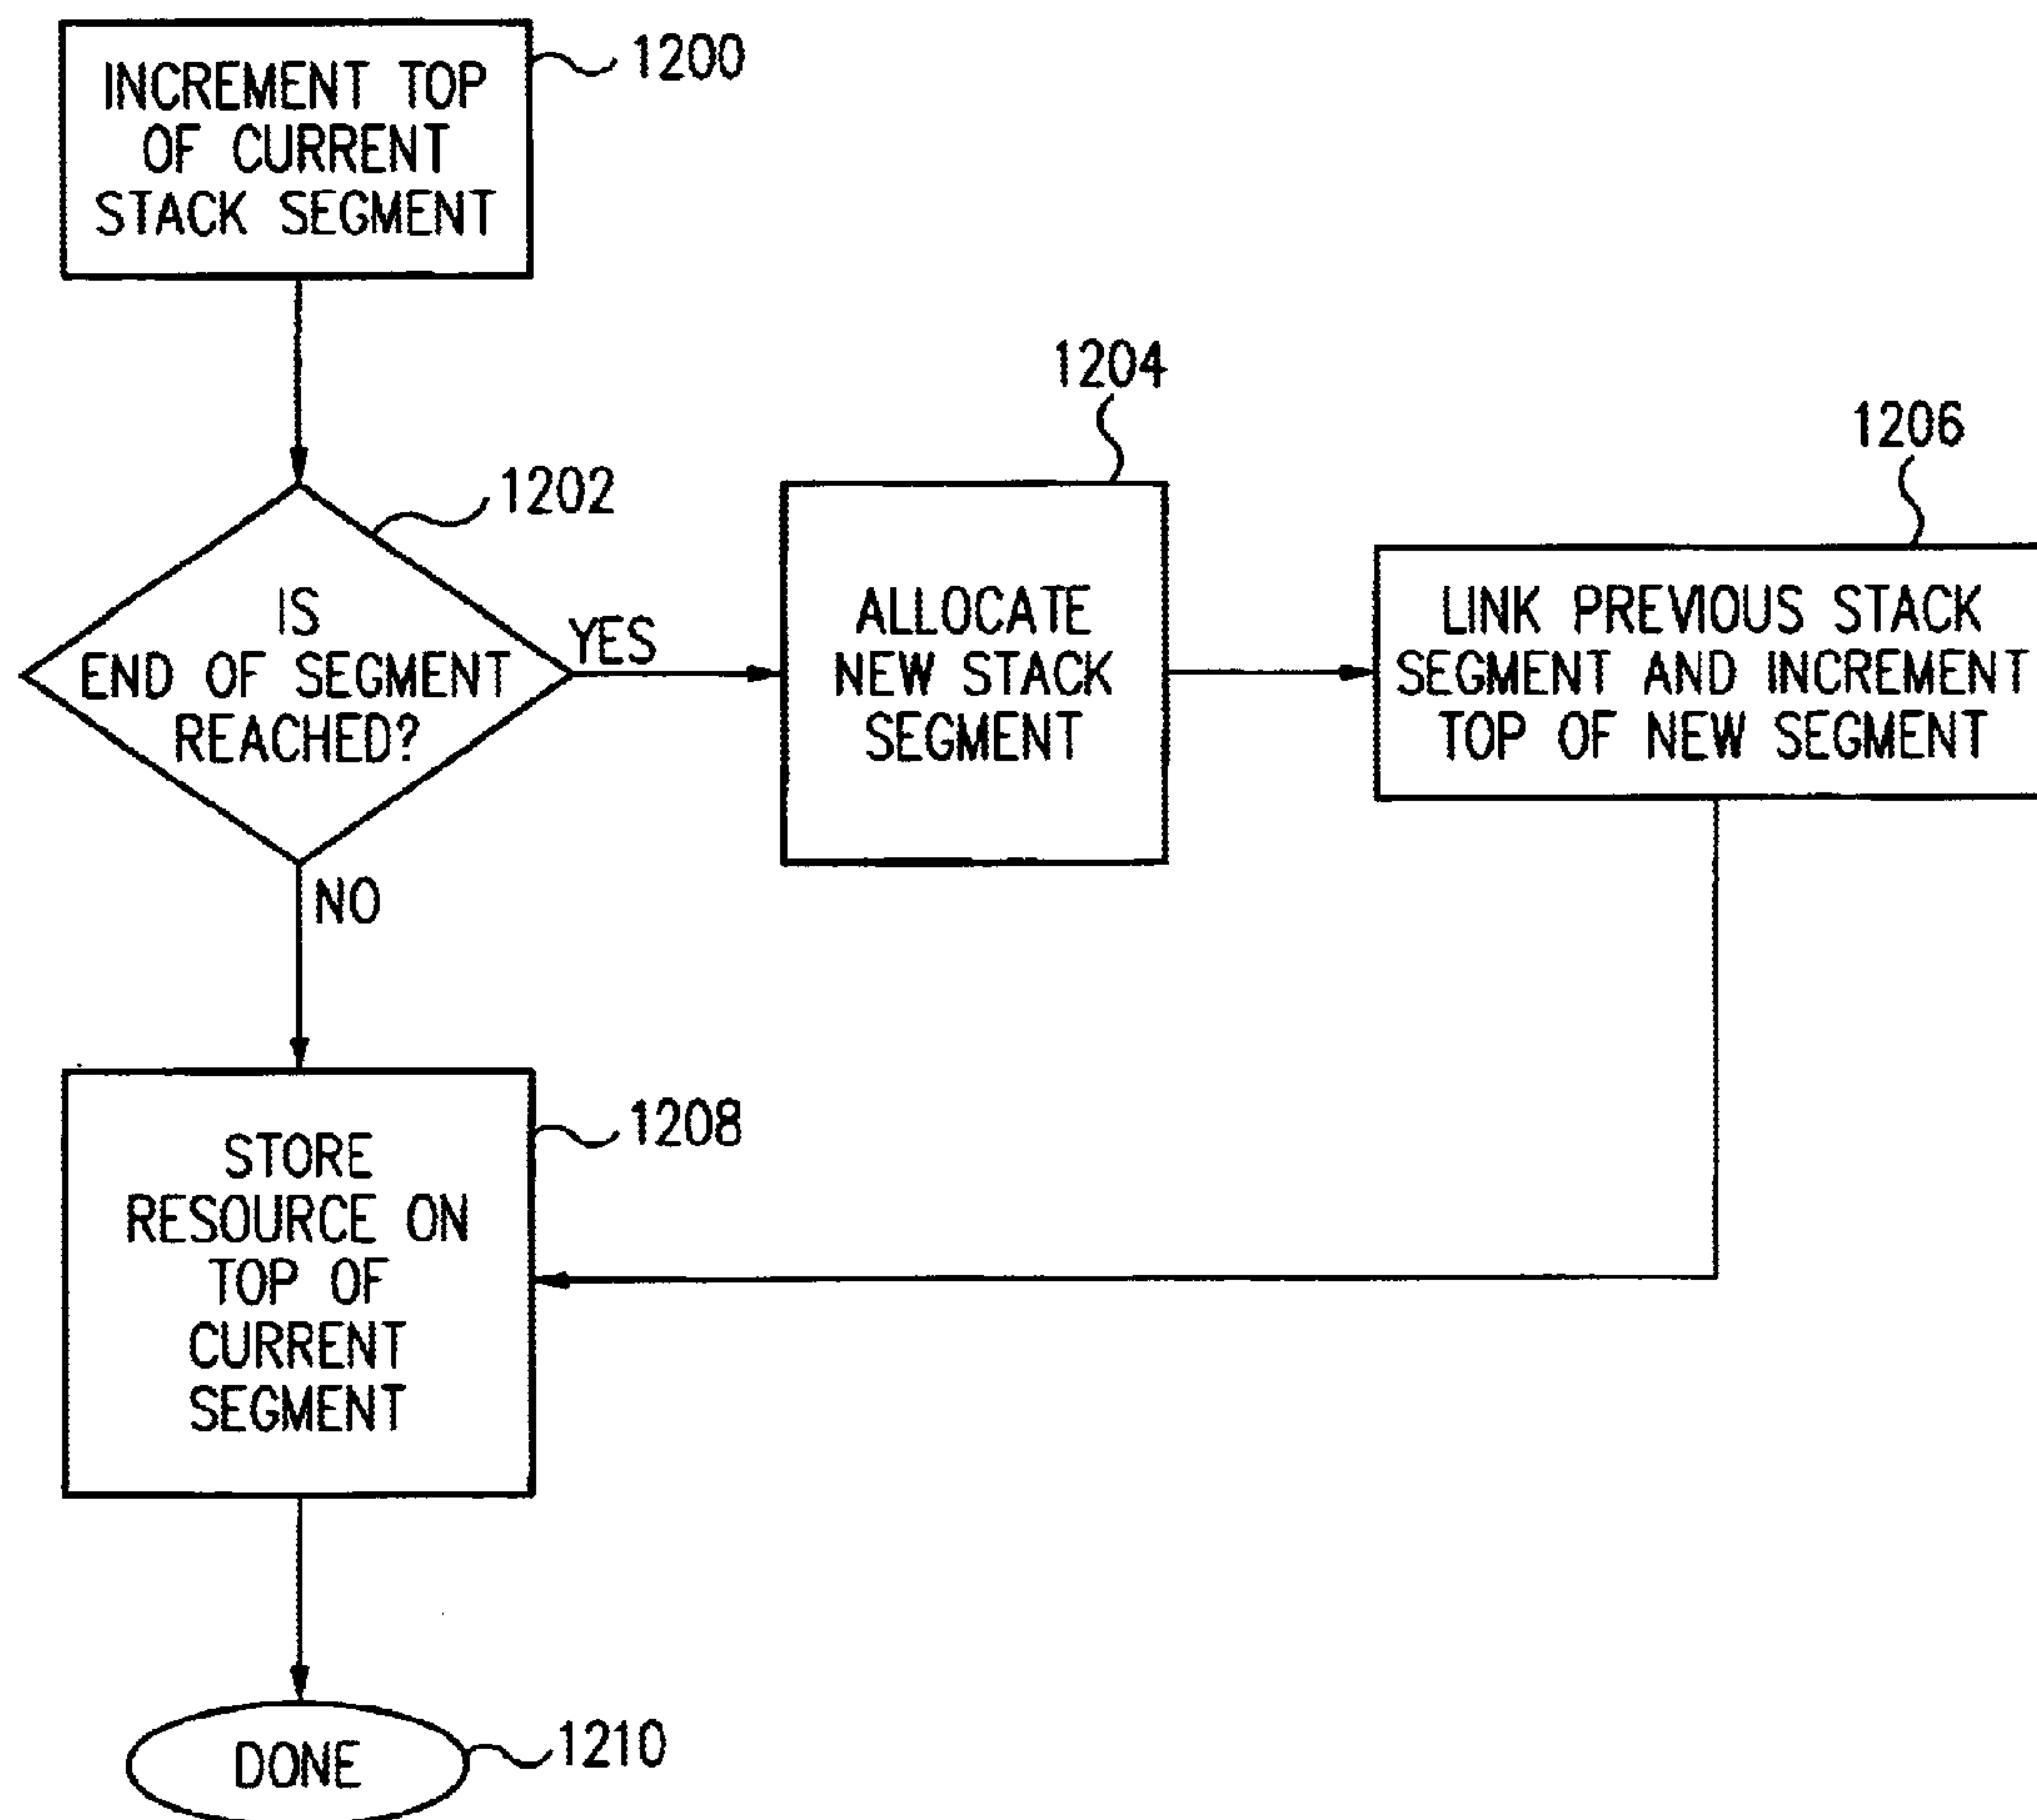 INCREMENT TOP
OF CURRENT
STACK SEGMENT
1200
1202
IS
END OF SEGMENT
REACHED?
YES
NO
1204
ALLOCATE
NEW STACK
SEGMENT
1206
LINK PREVIOUS STACK
SEGMENT AND INCREMENT
TOP OF NEW SEGMENT
1208
STORE
RESOURCE ON
TOP OF
CURRENT
SEGMENT
DONE
1210